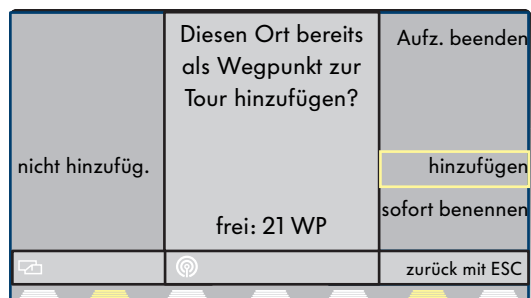 Diesen Ort bereits
als Wegpunkt zur
Tour hinzufügen?
Aufz. beenden
nicht hinzufüg.
hinzufügen
sofort benennen
frei: 21 WP
zurück mit ESC